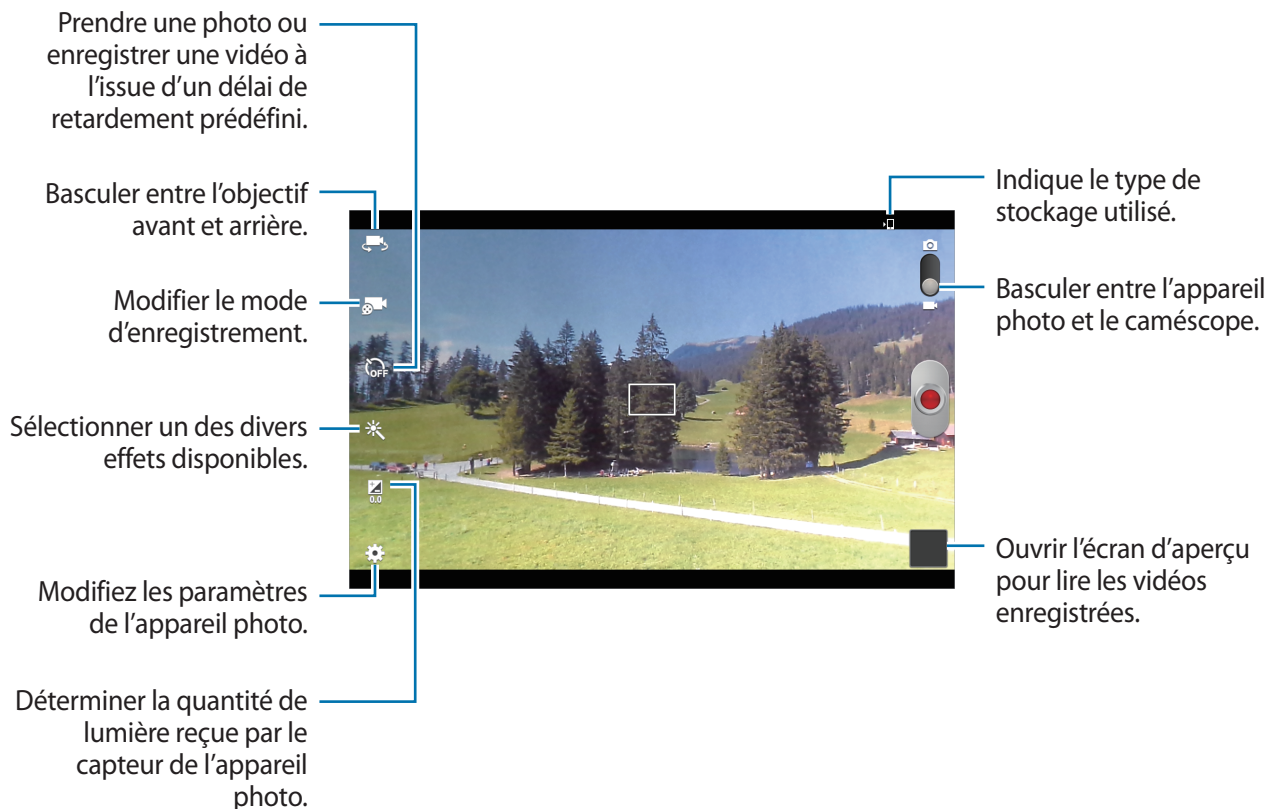 Prendre une photo ou
enregistrer une vidéo à
l’issue d’un délai de
retardement prédéfini.
Basculer entre l’objectif
avant et arrière.
Modifier le mode
d’enregistrement.
OFF
Sélectionner un des divers
effets disponibles.
0.0
Modifiez les paramètres
de l’appareil photo.
Déterminer la quantité de
lumière reçue par le
capteur de l’appareil
photo.
Indique le type de
stockage utilisé.
Basculer entre l’appareil
photo et le caméscope.
Ouvrir l’écran d’aperçu
pour lire les vidéos
enregistrées.